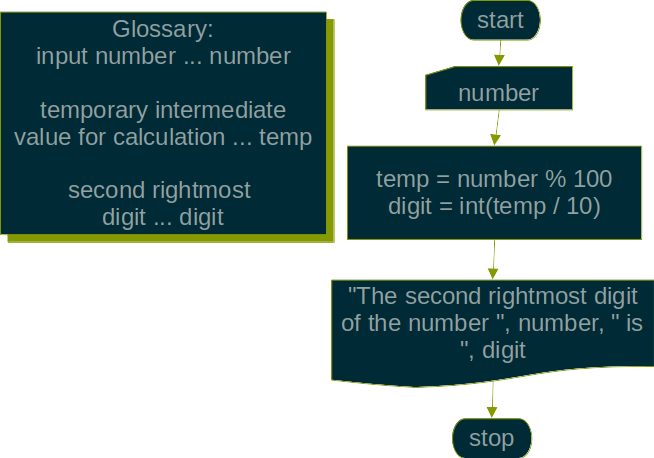 Glossary:
input number ... number
temporary intermediate
value for calculation ... temp
second rightmost
digit ... digit
start
number
temp = number % 100
digit = int(temp / 10)
"The second rightmost digit
of the number ", number, " is
", digit
stop